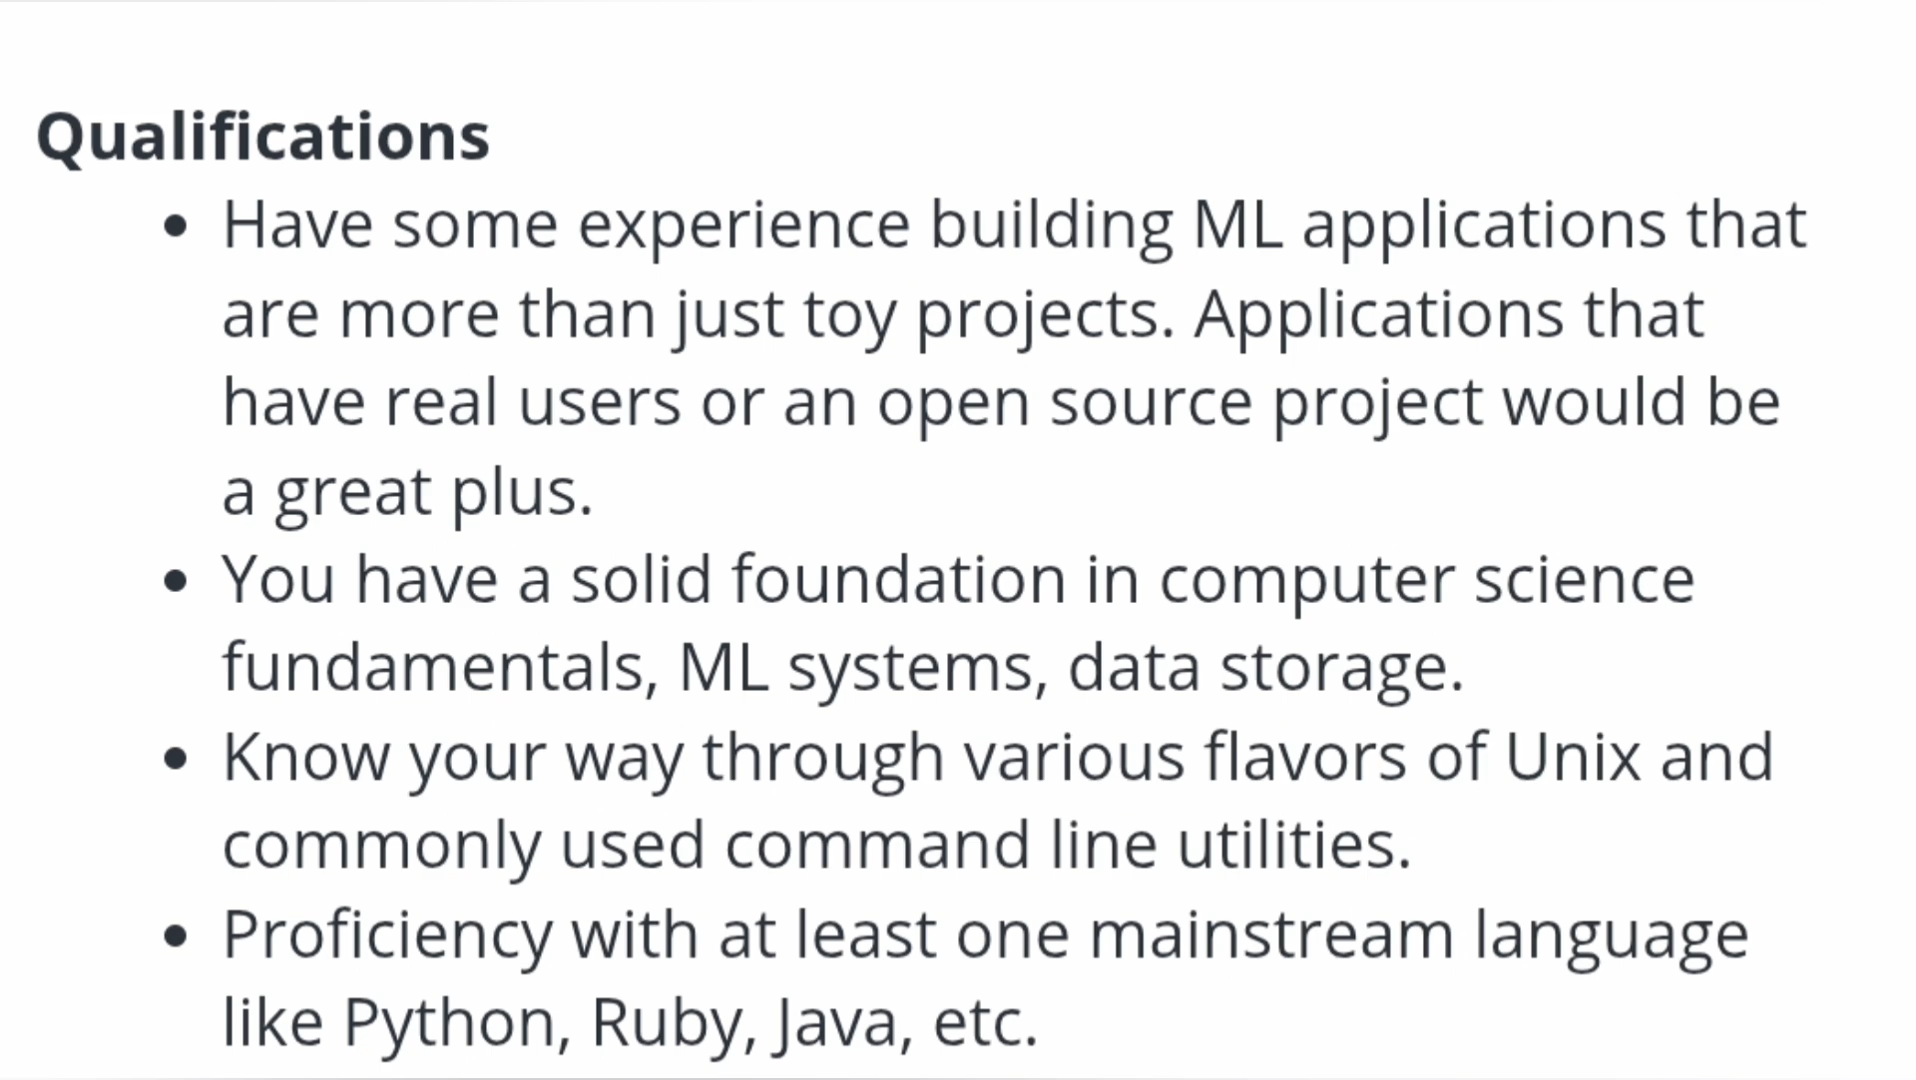 Qualifications
• Have some experience building ML applications that
are more than just toy projects. Applications that
have real users or an open source project would be
a great plus.
• You have a solid foundation in computer science
fundamentals, ML systems, data storage.
• Know your way through various flavors of Unix and
commonly used command line utilities.
• Proficiency with at least one mainstream language
like Python, Ruby, Java, etc.